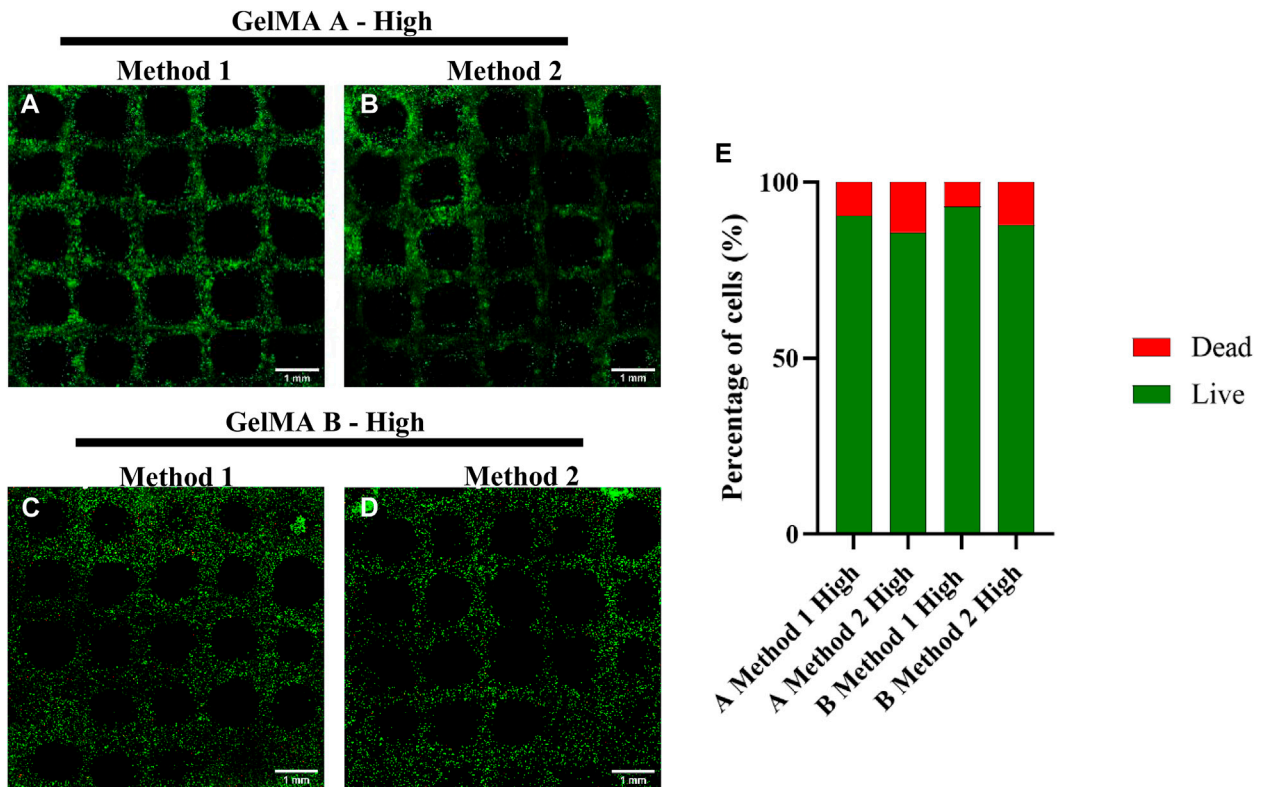 GelMA A - High
Method 1
Method 2
A
B
1 mm
1 mm
GelMA B - High
Method 1
Method 2
C
D
1 mm
1 mm
E
Percentage of cells (%)
100
50
0
A Method 1 High
A Method 2 High
B Method 1 High
B Method 2 High
Dead
Live